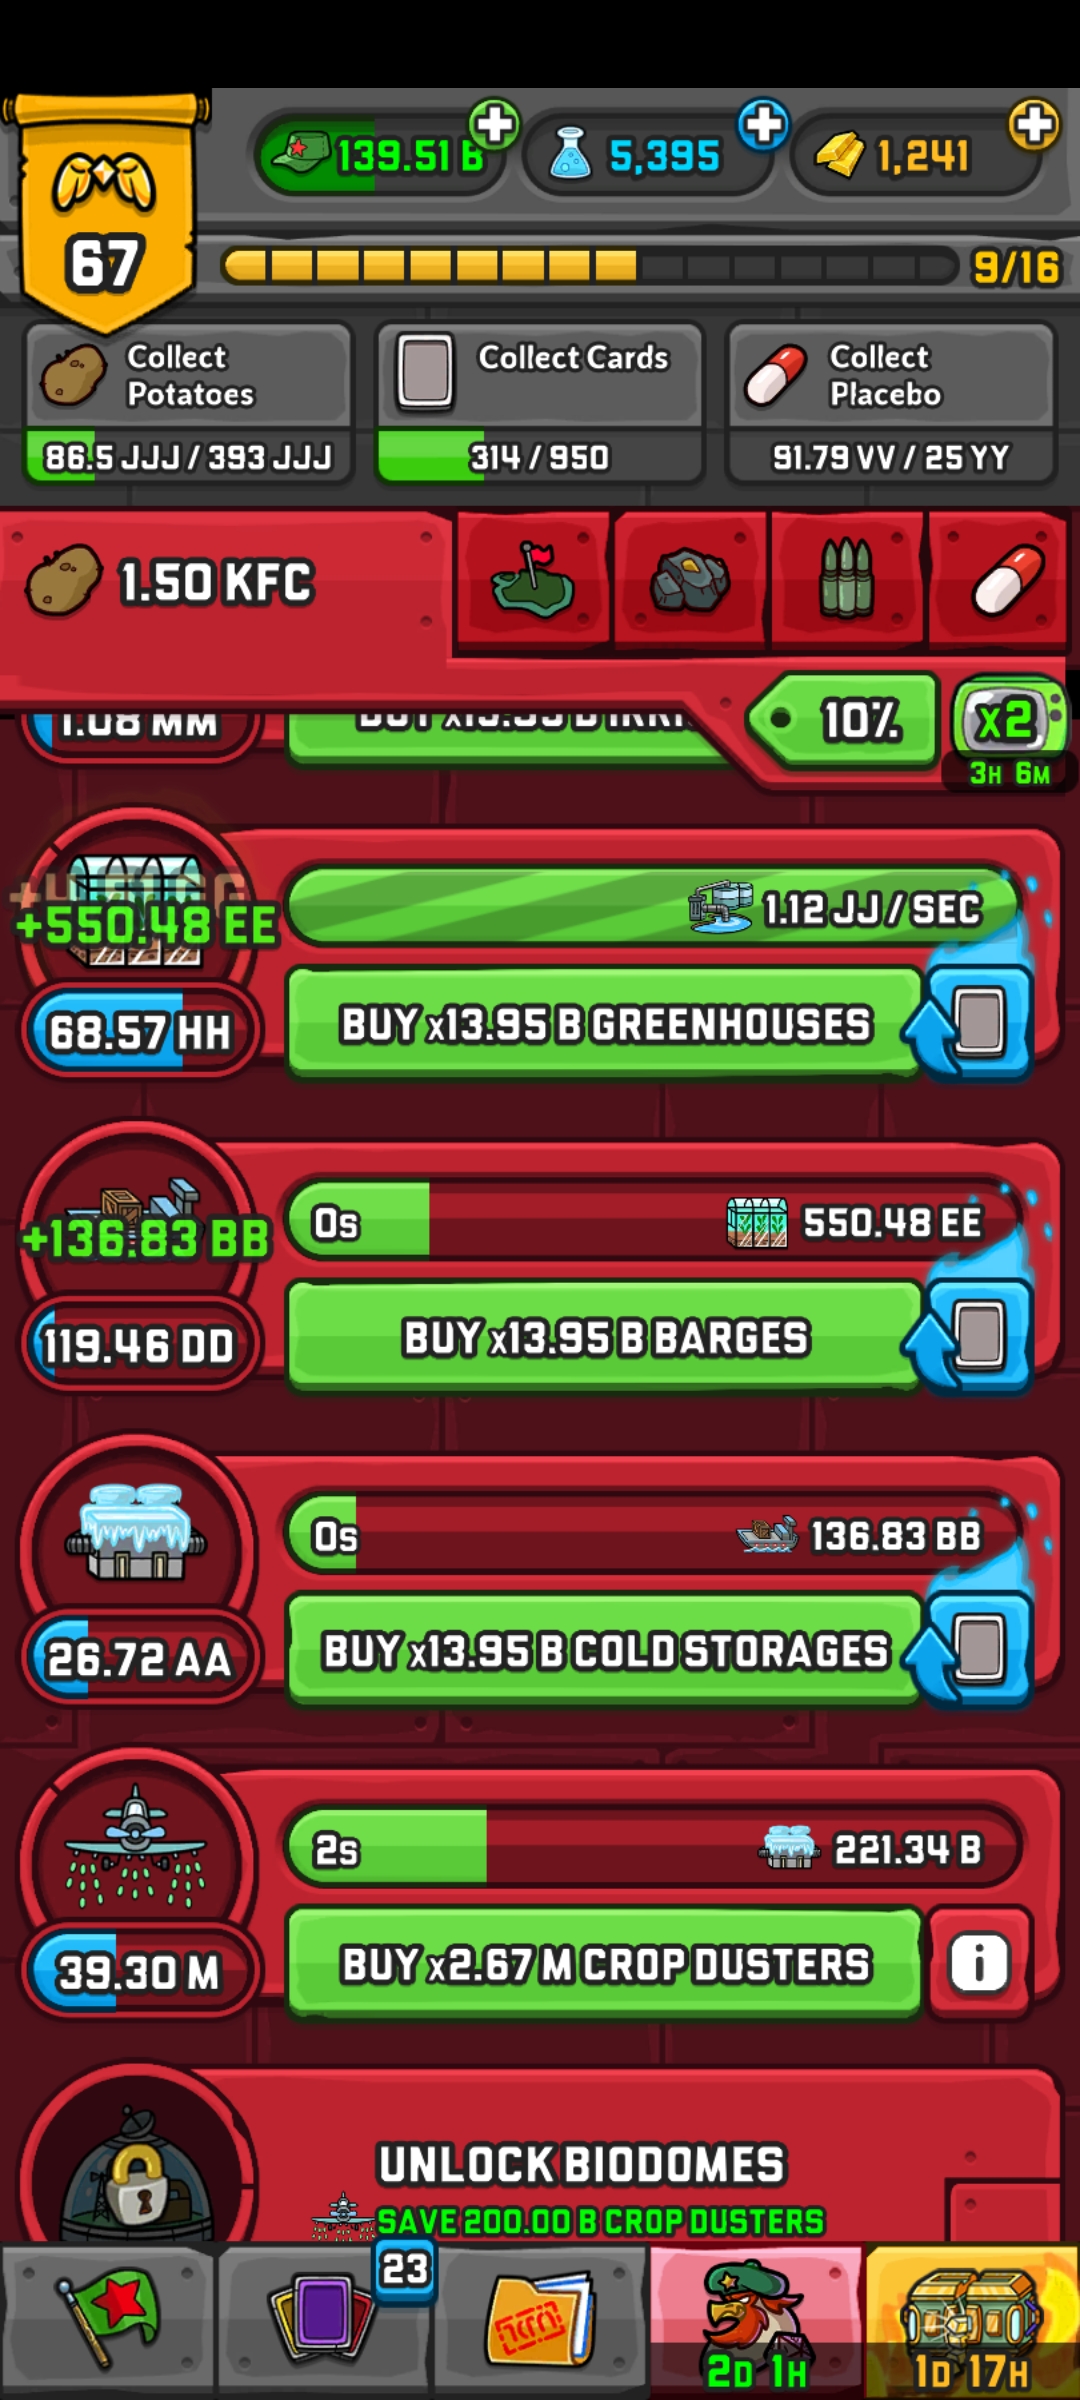 139.51 B
5,395
1,241
67
9/16
Collect
Potatoes
86.5 JJJ / 393 JJJ
Collect Cards
314 / 950
Collect
Placebo
91.79 VV / 25 YY
1.50 KFC
10%
x2
3H 6M
1.08 MM
+550.48 EE
1.12 JJ / SEC
68.57 HH
BUY x13.95 B GREENHOUSES
+136.83 BB
0s
550.48 EE
119.46 DD
BUY x13.95 B BARGES
0s
136.83 BB
26.72 AA
BUY x13.95 B COLD STORAGES
2s
221.34 B
39.30 M
BUY x2.67 M CROP DUSTERS
i
UNLOCK BIODOMES
SAVE 200.00 B CROP DUSTERS
23
2D 1H
1D 17H